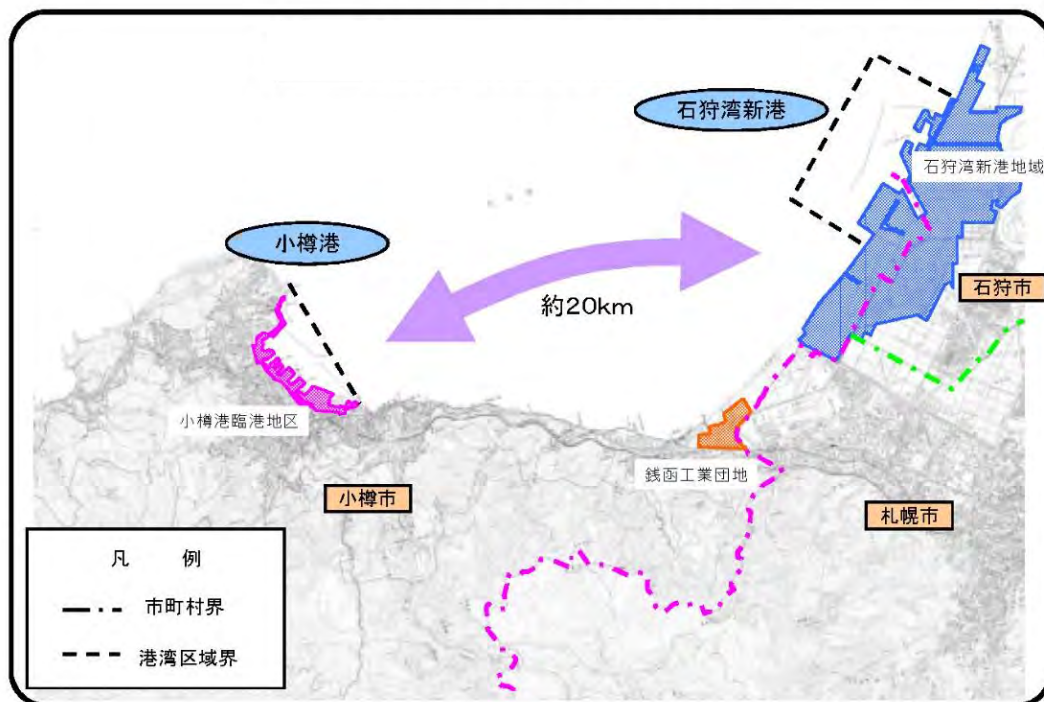 石狩湾新港
石狩湾新港地域
小樽港
約20km
石狩市
小樽港臨港地区
銭函工業団地
小樽市
札幌市
凡 例
市町村界
港湾区域界